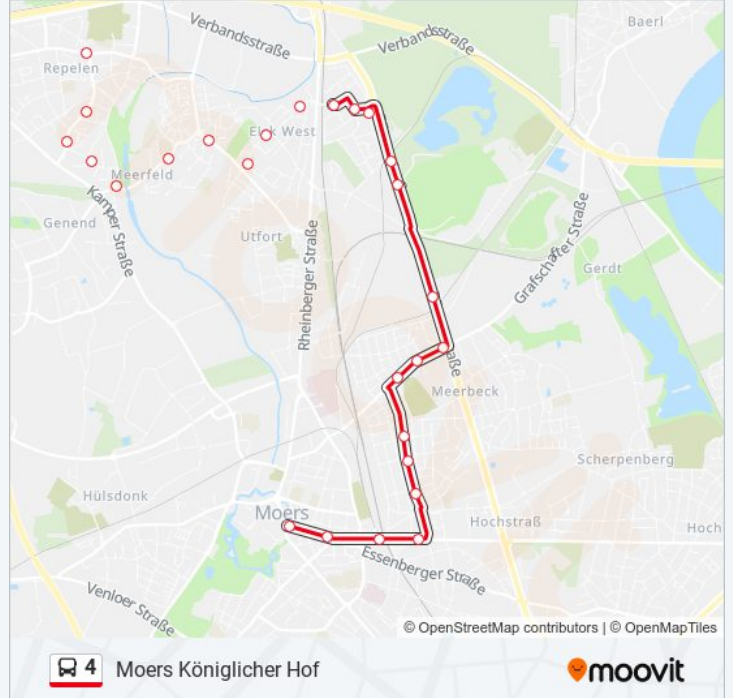 Verbandsstraße
Verbandsstraße
Baerl
Repelen
Eick West
Meerfeld
Kamper Straße
Genend
Utfort
Rheinberger Straße
Grafschafter Straße
Gerdt
raße
Meerbeck
Scherpenberg
Hülsdonk
Moers
Hochstraß
Hoch
Essenberger Straße
Venloer Straße
© OpenStreetMap contributors | © OpenMapTiles
4 Moers Königlicher Hof
moovit